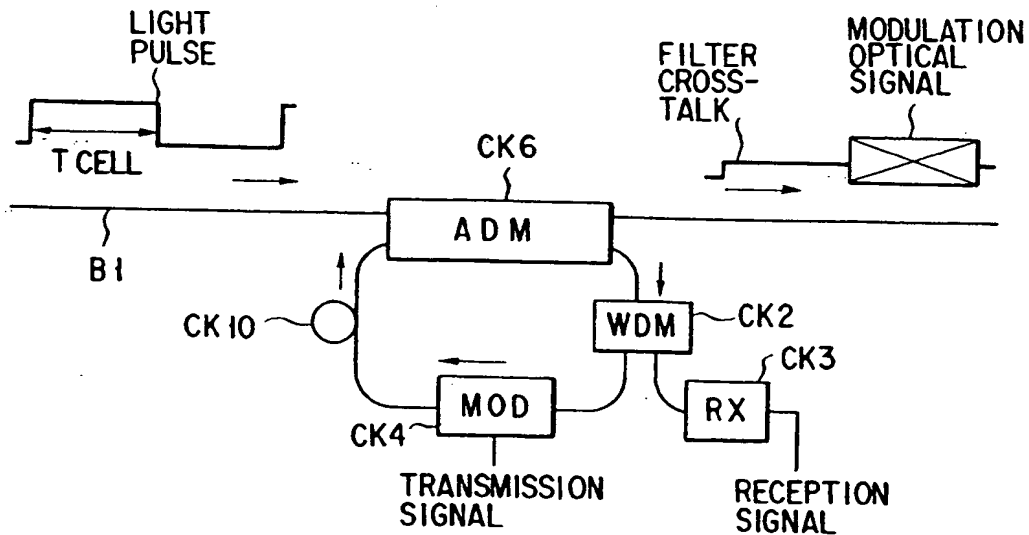 LIGHT
PULSE
T CELL
FILTER
CROSS-
TALK
MODULATION
OPTICAL
SIGNAL
CK6
ADM
B1
CK10
WDM
CK2
CK3
MOD
RX
CK4
TRANSMISSION
SIGNAL
RECEPTION
SIGNAL